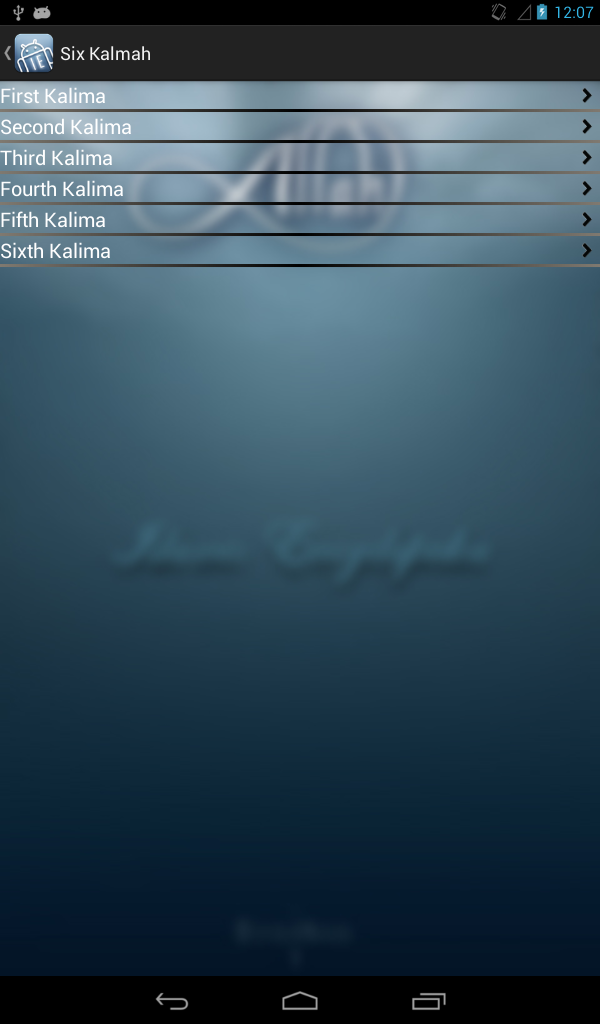 12:07
Six Kalmah
First Kalima
Second Kalima
Third Kalima
Fourth Kalima
Fifth Kalima
Sixth Kalima